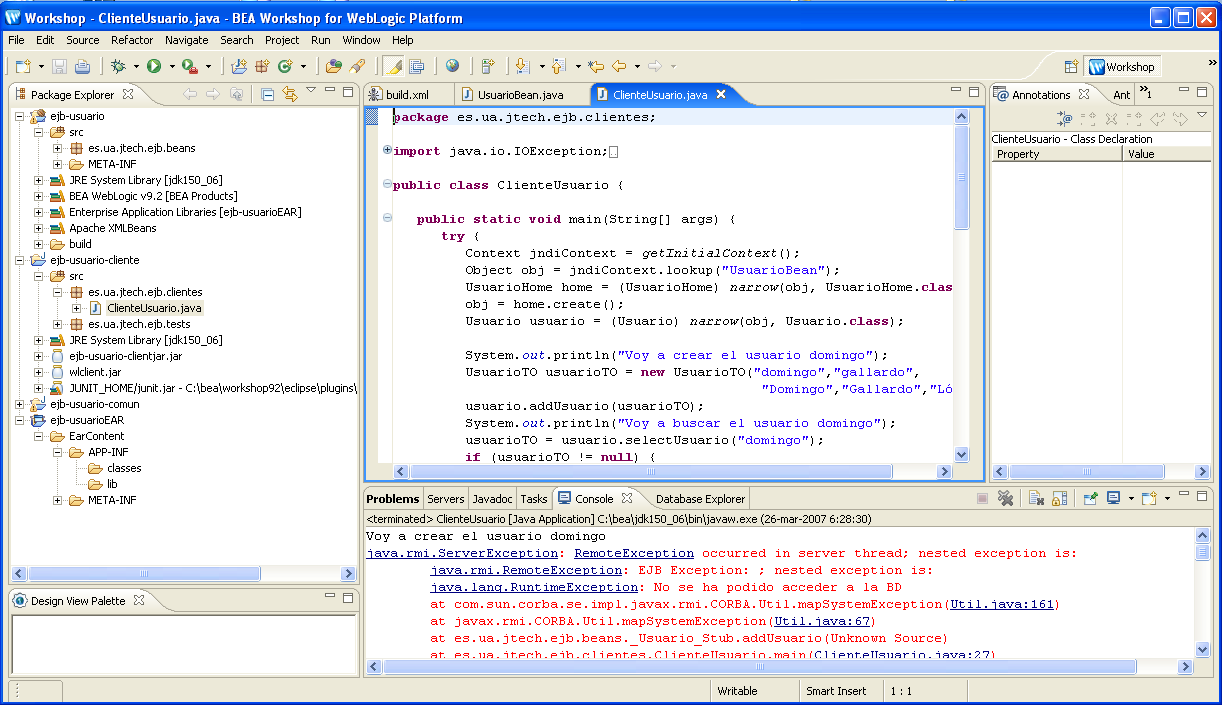 Workshop - ClienteUsuario.java - BEA Workshop for WebLogic Platform
File Edit Source Refactor Navigate Search Project Run Window Help
Workshop
Package Explorer
ejb-usuario
src
es.ua.jtech.ejb.beans
META-INF
JRE System Library [jdk150_06]
BEA WebLogic v9.2 [BEA Products]
Enterprise Application Libraries [ejb-usuarioEAR]
Apache XMLBeans
build
ejb-usuario-cliente
src
es.ua.jtech.ejb.clientes
ClienteUsuario.java
es.ua.jtech.ejb.tests
JRE System Library [jdk150_06]
ejb-usuario-clientjar.jar
wlclient.jar
JUNIT_HOME/junit.jar - C:\bea\workshop92\eclipse\plugins\
ejb-usuario-comun
ejb-usuarioEAR
EarContent
APP-INF
classes
lib
META-INF
Design View Palette
build.xml UsuarioBean.java ClienteUsuario.java
package es.ua.jtech.ejb.clientes;
import java.io.IOException;
public class ClienteUsuario {
public static void main(String[] args) {
try {
Context jndiContext = getInitialContext();
Object obj = jndiContext.lookup("UsuarioBean");
UsuarioHome home = (UsuarioHome) narrow(obj, UsuarioHome.clas
obj = home.create();
Usuario usuario = (Usuario) narrow(obj, Usuario.class);
System.out.println("Voy a crear el usuario domingo");
UsuarioTO usuarioTO = new UsuarioTO("domingo","gallardo",
"Domingo","Gallardo","Ló
usuario.addUsuario(usuarioTO);
System.out.println("Voy a buscar el usuario domingo");
usuarioTO = usuario.selectUsuario("domingo");
if (usuarioTO != null) {
Annotations Ant »1
ClienteUsuario - Class Declaration
Property Value
Problems Servers Javadoc Tasks Console Database Explorer
<terminated> ClienteUsuario [Java Application] C:\bea\jdk150_06\bin\javaw.exe (26-mar-2007 6:28:30)
Voy a crear el usuario domingo
java.rmi.ServerException: RemoteException occurred in server thread; nested exception is:
java.rmi.RemoteException: EJB Exception: ; nested exception is:
java.lang.RuntimeException: No se ha podido acceder a la BD
at com.sun.corba.se.impl.javax.rmi.CORBA.Util.mapSystemException(Util.java:161)
at javax.rmi.CORBA.Util.mapSystemException(Util.java:67)
at es.ua.jtech.ejb.beans._Usuario_Stub.addUsuario(Unknown Source)
at es.ua.jtech.ejb.clientes.ClienteUsuario.main(ClienteUsuario.java:27)
Writable Smart Insert 1 : 1